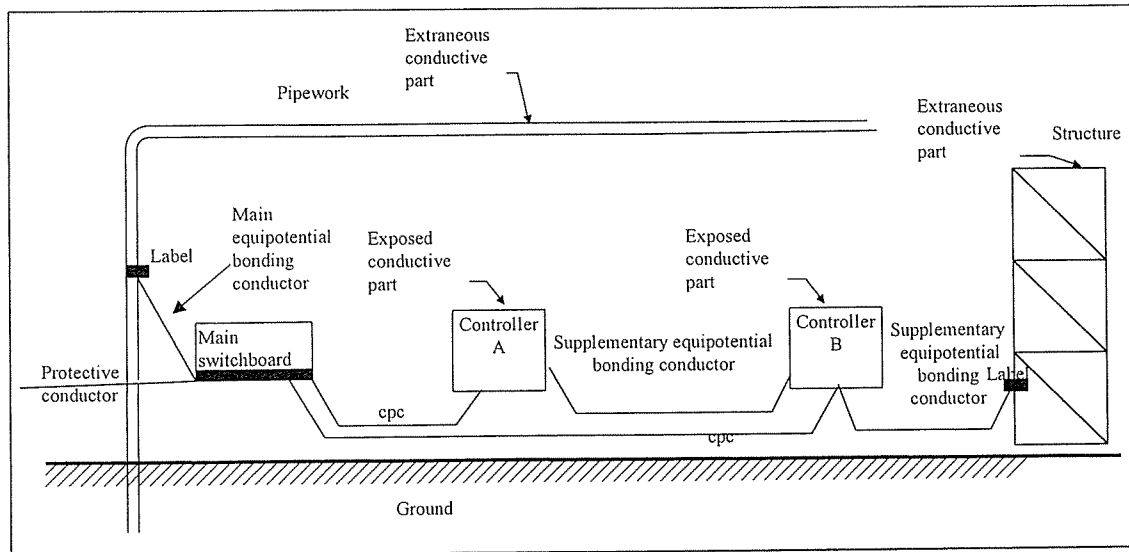 Extraneous
conductive
part
Pipework
Extraneous
conductive
part
Structure
Main
equipotential
bonding
conductor
Label
Exposed
conductive
part
Exposed
conductive
part
Main
switchboard
Controller
A
Supplementary equipotential
bonding conductor
Controller
B
Supplementary
equipotential
bonding
conductor
Label
Protective
conductor
cpc
cpc
Ground